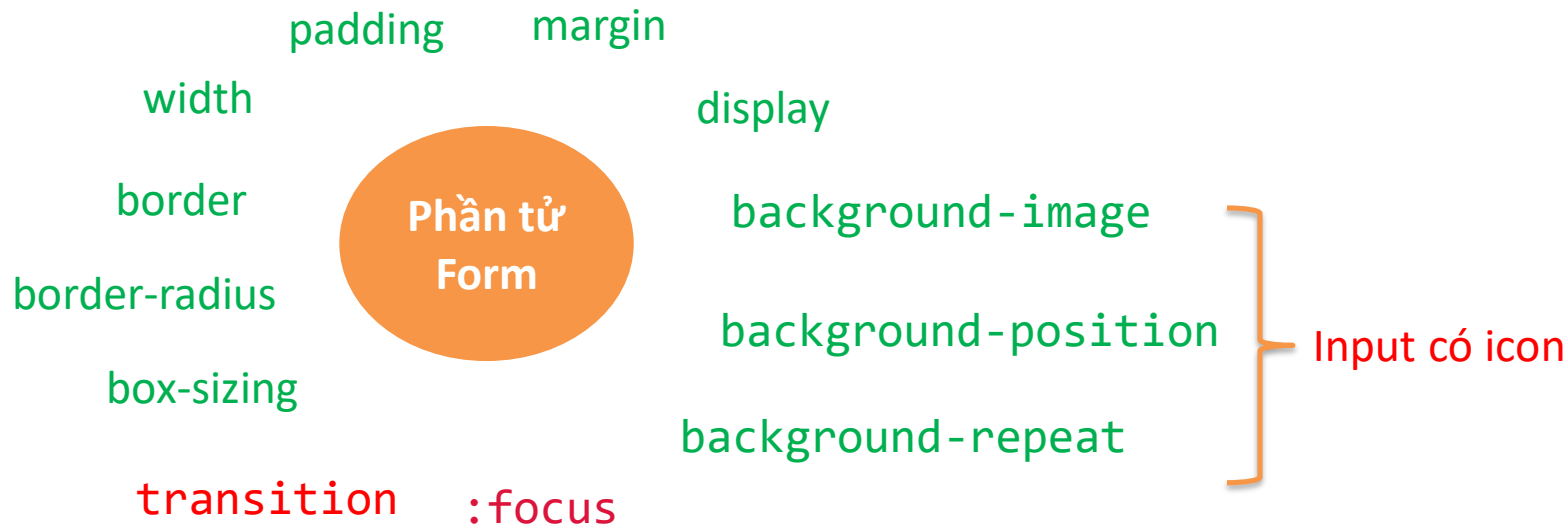 padding
margin
width
display
border
Phần tử
Form
background-image
border-radius
background-position
Input có icon
box-sizing
background-repeat
transition
:focus